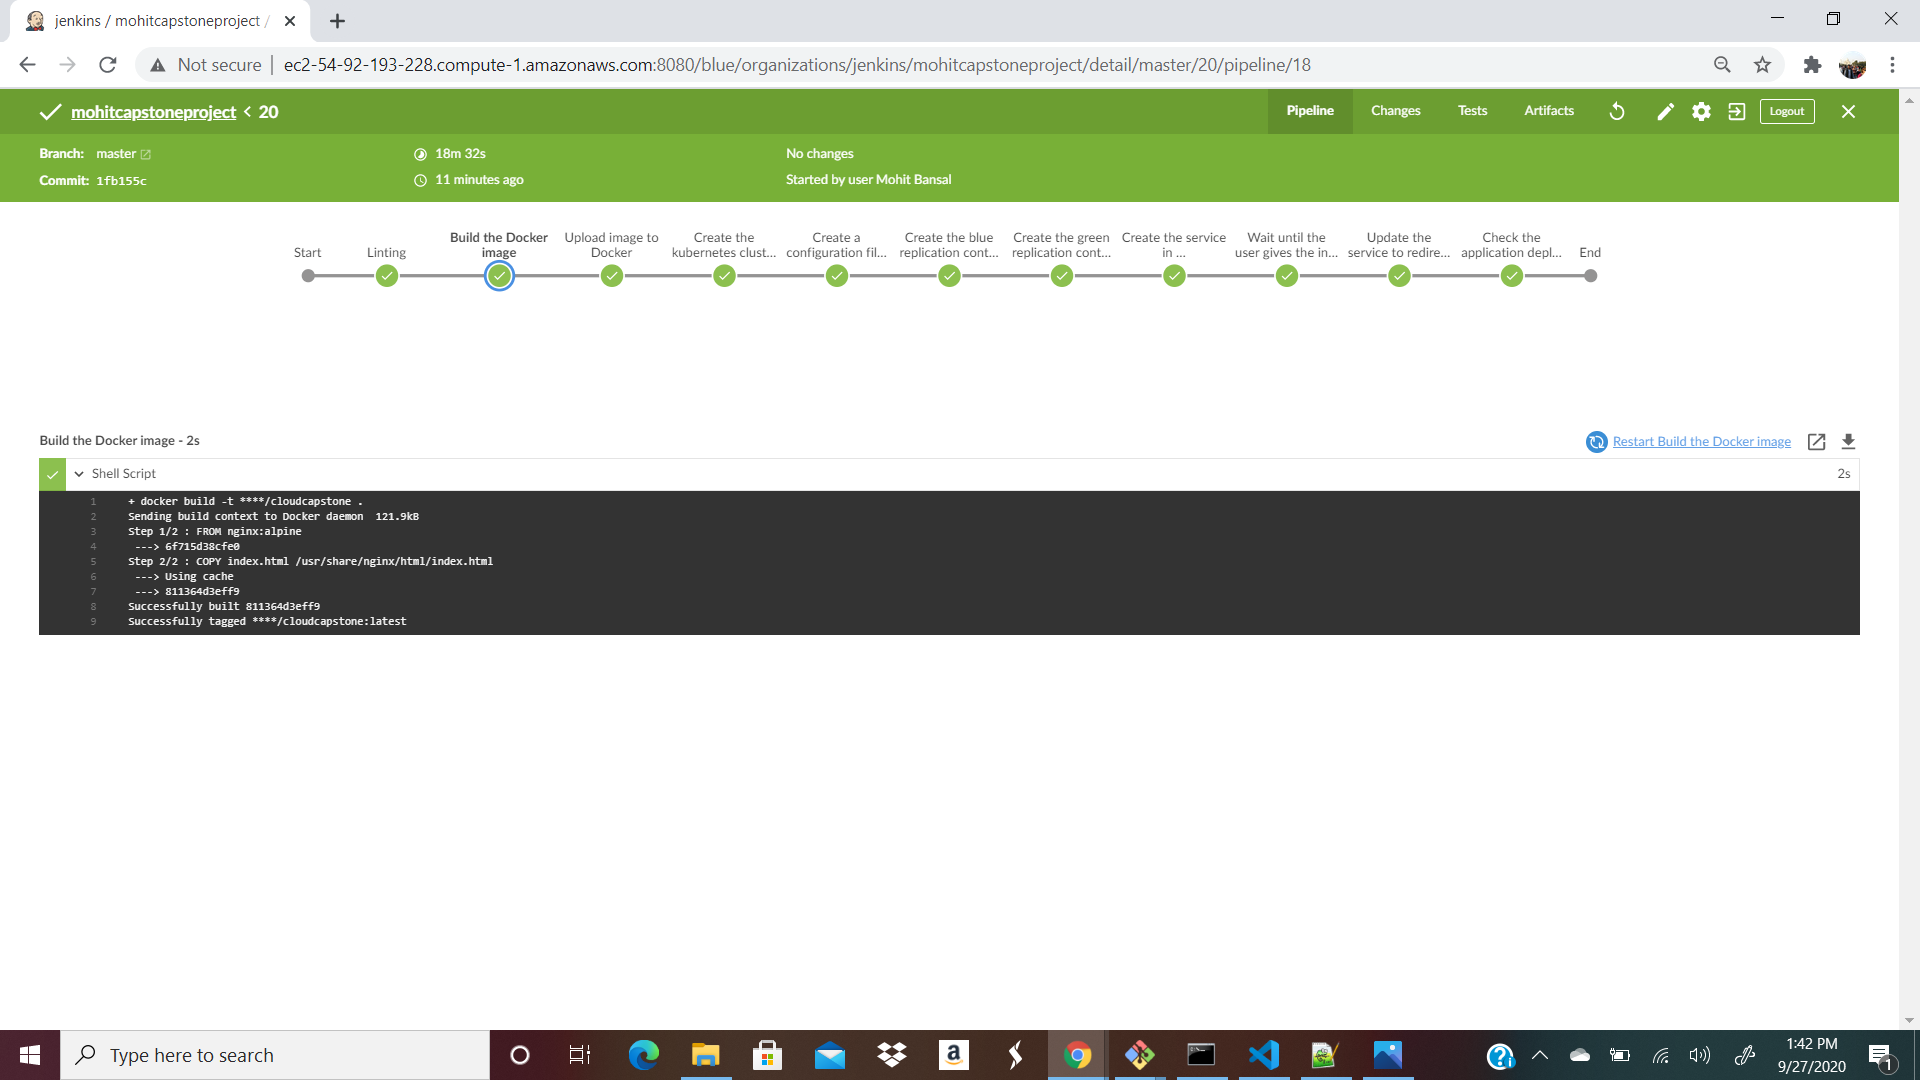 jenkins / mohitcapstoneproject /
Not secure | ec2-54-92-193-228.compute-1.amazonaws.com:8080/blue/organizations/jenkins/mohitcapstoneproject/detail/master/20/pipeline/18
mohitcapstoneproject < 20
Pipeline
Changes
Tests
Artifacts
Logout
Branch: master
18m 32s
No changes
Commit: 1fb155c
11 minutes ago
Started by user Mohit Bansal
Start
Linting
Build the Docker
image
Upload image to
Docker
Create the
kubernetes clust...
Create a
configuration fil...
Create the blue
replication cont...
Create the green
replication cont...
Create the service
in ...
Wait until the
user gives the in...
Update the
service to redire...
Check the
application depl...
End
Build the Docker image - 2s
Restart Build the Docker image
Shell Script
2s
1 + docker build -t ****/cloudcapstone .
2 Sending build context to Docker daemon  121.9kB
3 Step 1/2 : FROM nginx:alpine
4 ---> 6f715d38cfe0
5 Step 2/2 : COPY index.html /usr/share/nginx/html/index.html
6 ---> Using cache
7 ---> 811364d3eff9
8 Successfully built 811364d3eff9
9 Successfully tagged ****/cloudcapstone:latest
Type here to search
1:42 PM
9/27/2020
1